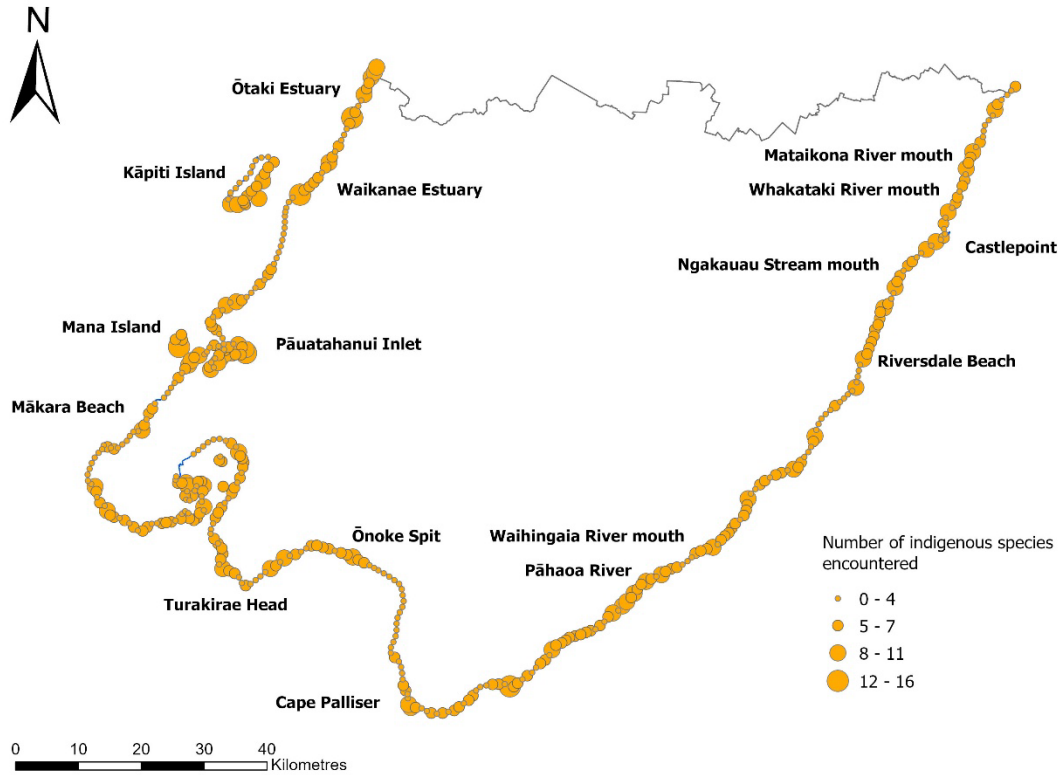 N
Ōtaki Estuary
Kāpiti Island
Waikanae Estuary
Mataikona River mouth
Whakataki River mouth
Castlepoint
Ngakauau Stream mouth
Mana Island
Pāuatahanui Inlet
Riversdale Beach
Mākara Beach
Ōnoke Spit
Waihingaia River mouth
Pāhaoa River
Turakirae Head
Cape Palliser
Number of indigenous species
encountered
0 - 4
5 - 7
8 - 11
12 - 16
0 10 20 30 40
Kilometres